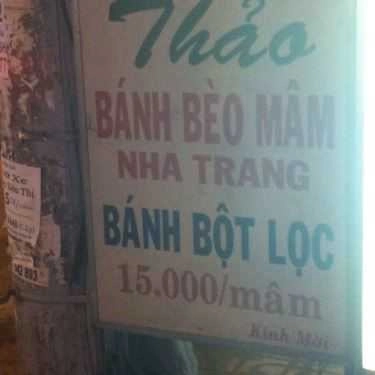 Thảo
BÁNH BÈO MÂM
NHA TRANG
BÁNH BỘT LỌC
15.000/mâm
Kính Mời